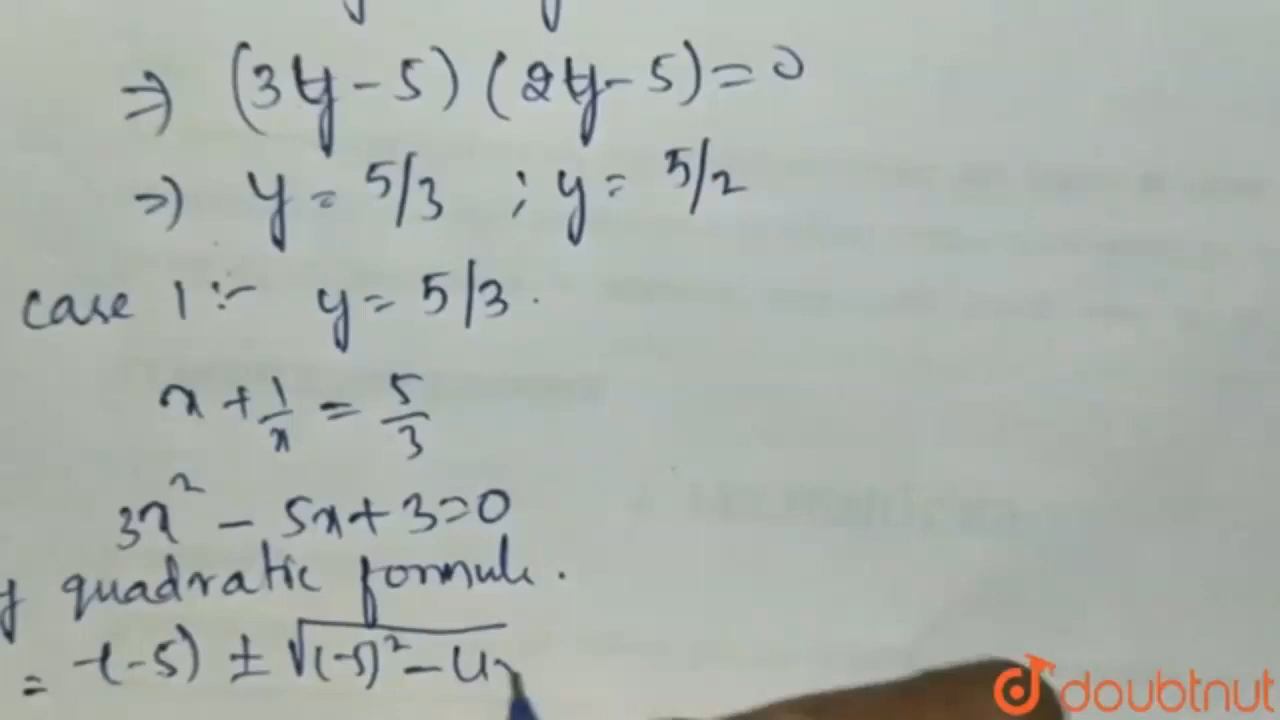 ⇒ (3y-5)(2y-5)=0
⇒ y = 5/3 ; y = 5/2
case 1 :- y = 5/3.
x + 1/x = 5/3
3x² - 5x + 3 = 0
y quadratic formula.
= -(-5) ± √(-5)² - 4
doubtnut